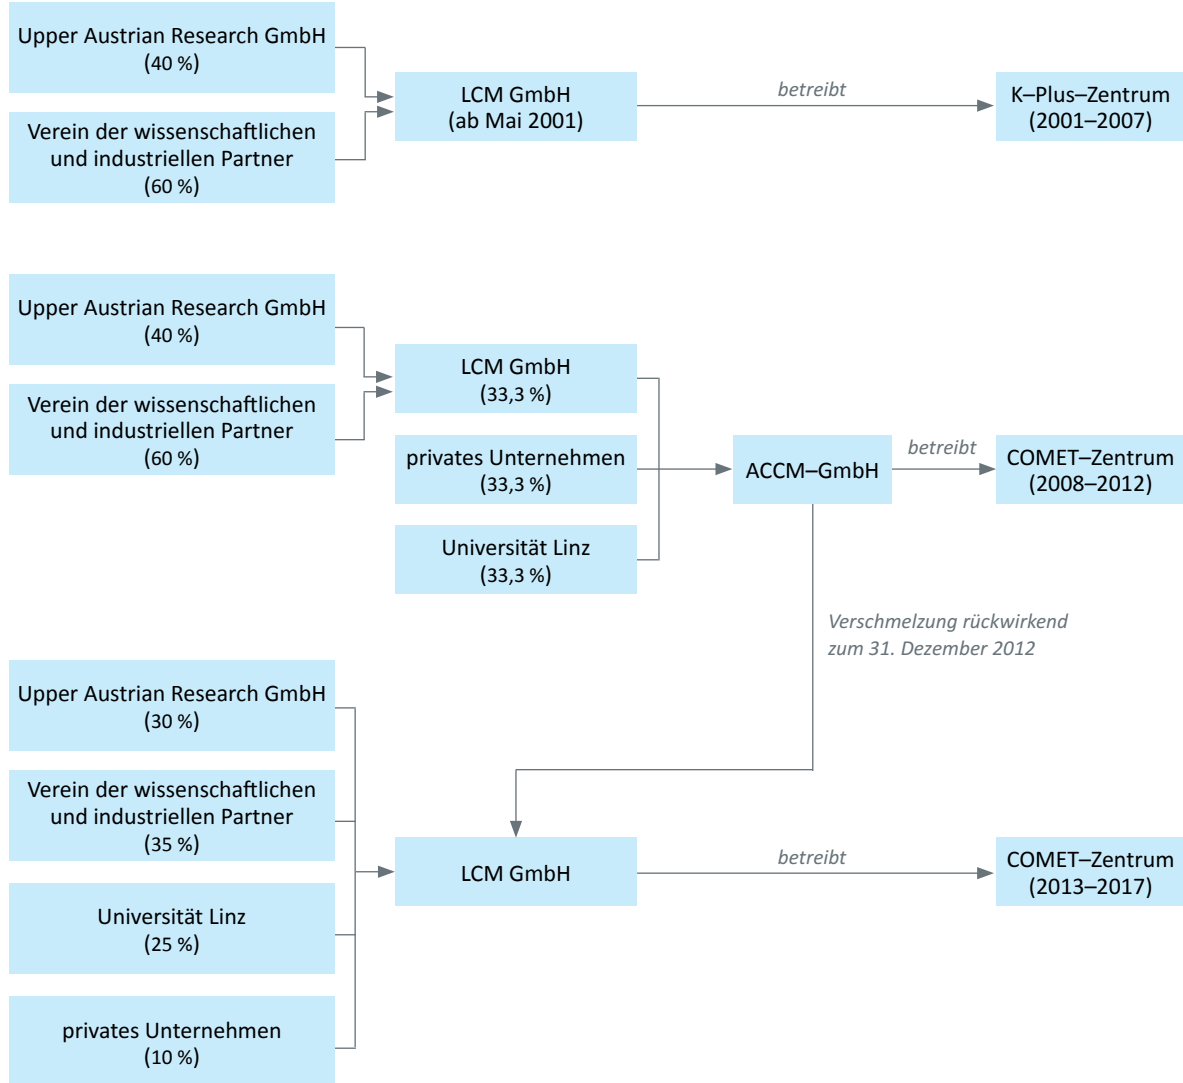 Upper Austrian Research GmbH
(40 %)
Verein der wissenschaftlichen
und industriellen Partner
(60 %)
LCM GmbH
(ab Mai 2001)
betreibt
K–Plus–Zentrum
(2001–2007)
Upper Austrian Research GmbH
(40 %)
Verein der wissenschaftlichen
und industriellen Partner
(60 %)
LCM GmbH
(33,3 %)
privates Unternehmen
(33,3 %)
Universität Linz
(33,3 %)
ACCM–GmbH
betreibt
COMET–Zentrum
(2008–2012)
Verschmelzung rückwirkend
zum 31. Dezember 2012
Upper Austrian Research GmbH
(30 %)
Verein der wissenschaftlichen
und industriellen Partner
(35 %)
Universität Linz
(25 %)
privates Unternehmen
(10 %)
LCM GmbH
betreibt
COMET–Zentrum
(2013–2017)